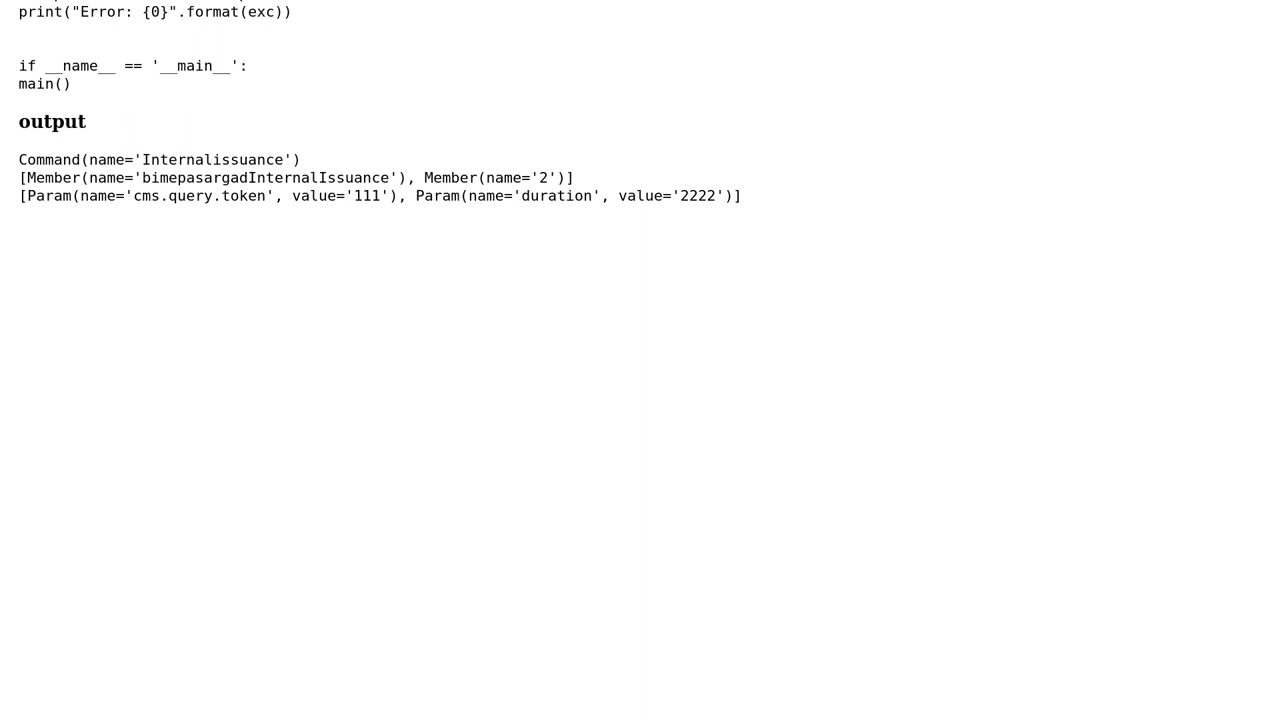 print("Error: {0}".format(exc))
if __name__ == '__main__':
main()
output
Command(name='Internalissuance')
[Member(name='bimepasargadInternalIssuance'), Member(name='2')]
[Param(name='cms.query.token', value='111'), Param(name='duration', value='2222')]